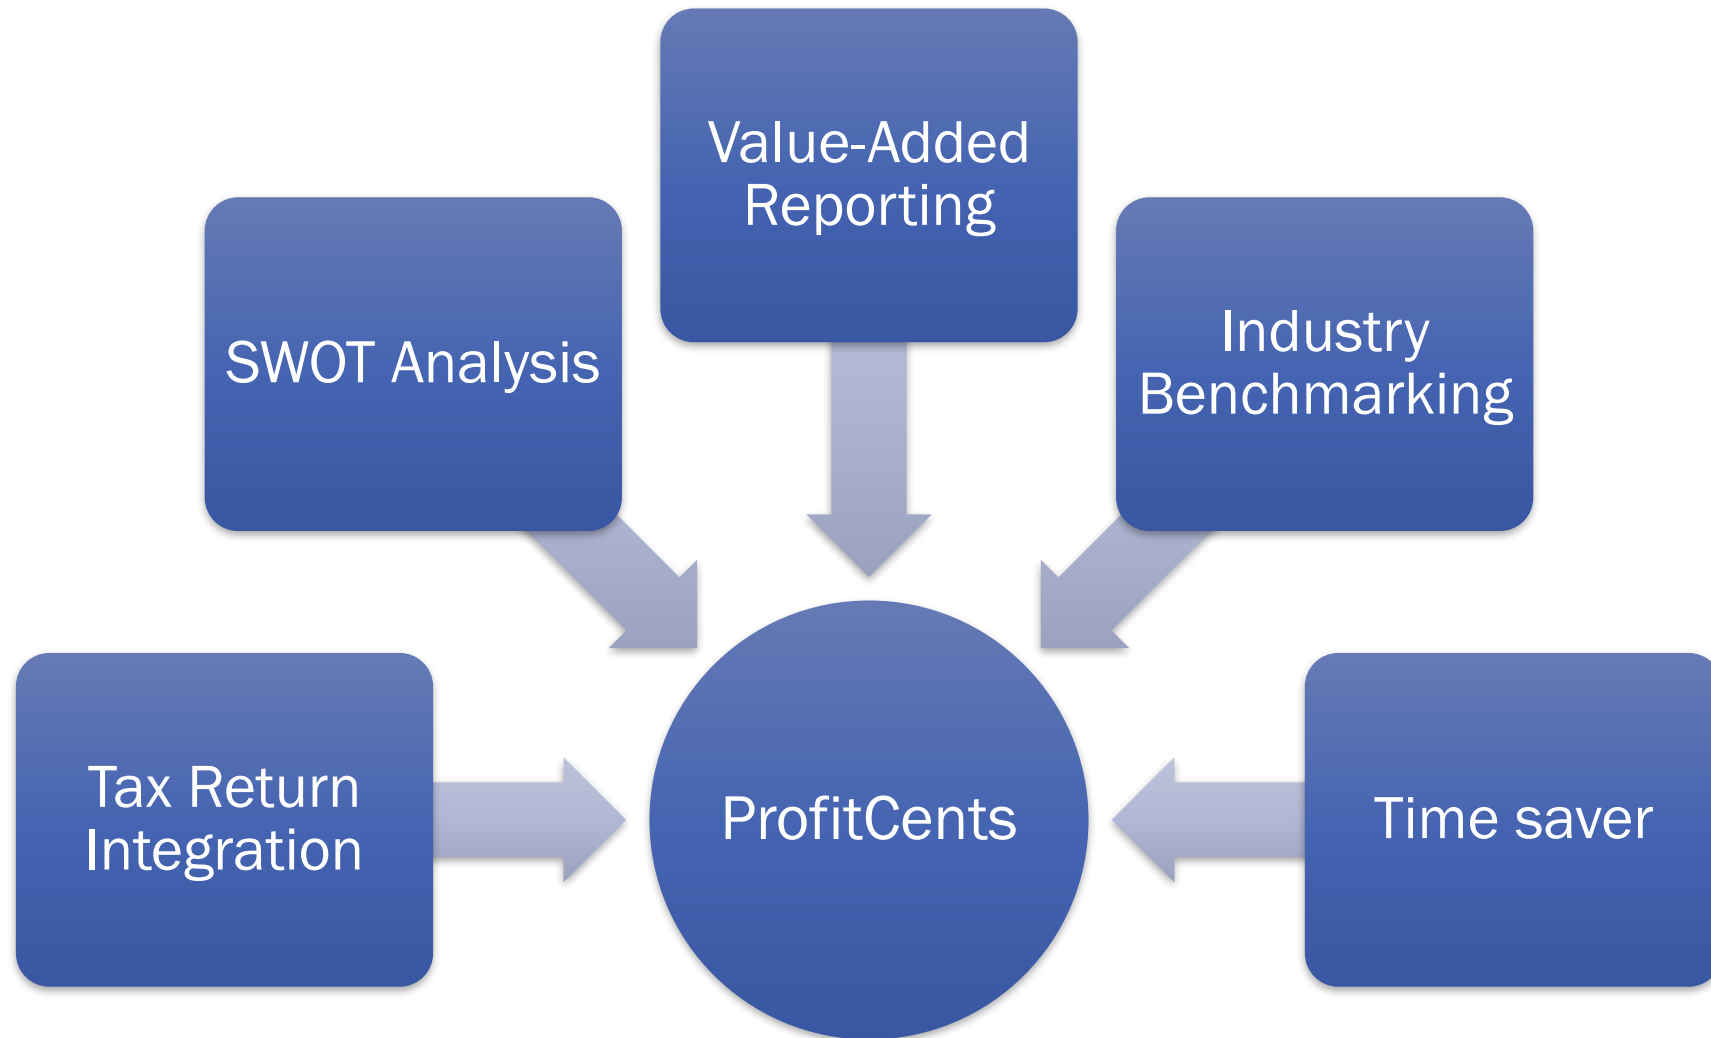 Value-Added
Reporting
SWOT Analysis
Industry
Benchmarking
Tax Return
Integration
ProfitCents
Time saver